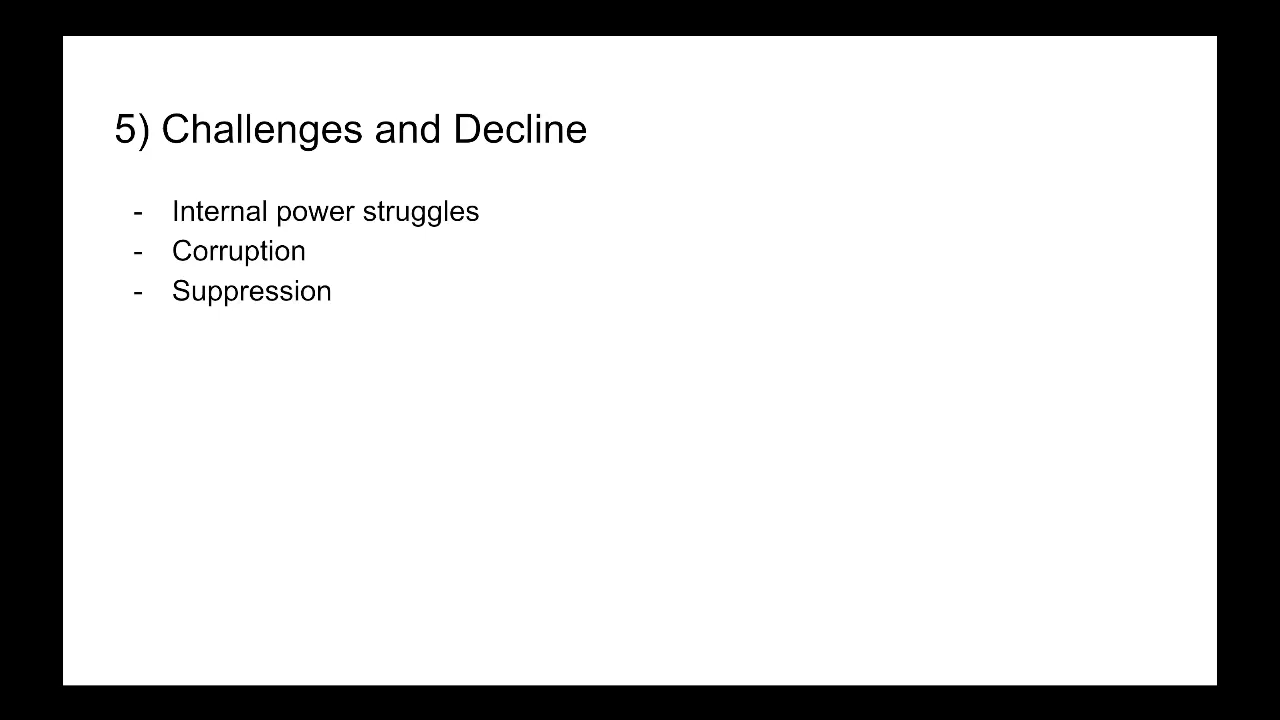 5) Challenges and Decline
- Internal power struggles
- Corruption
- Suppression